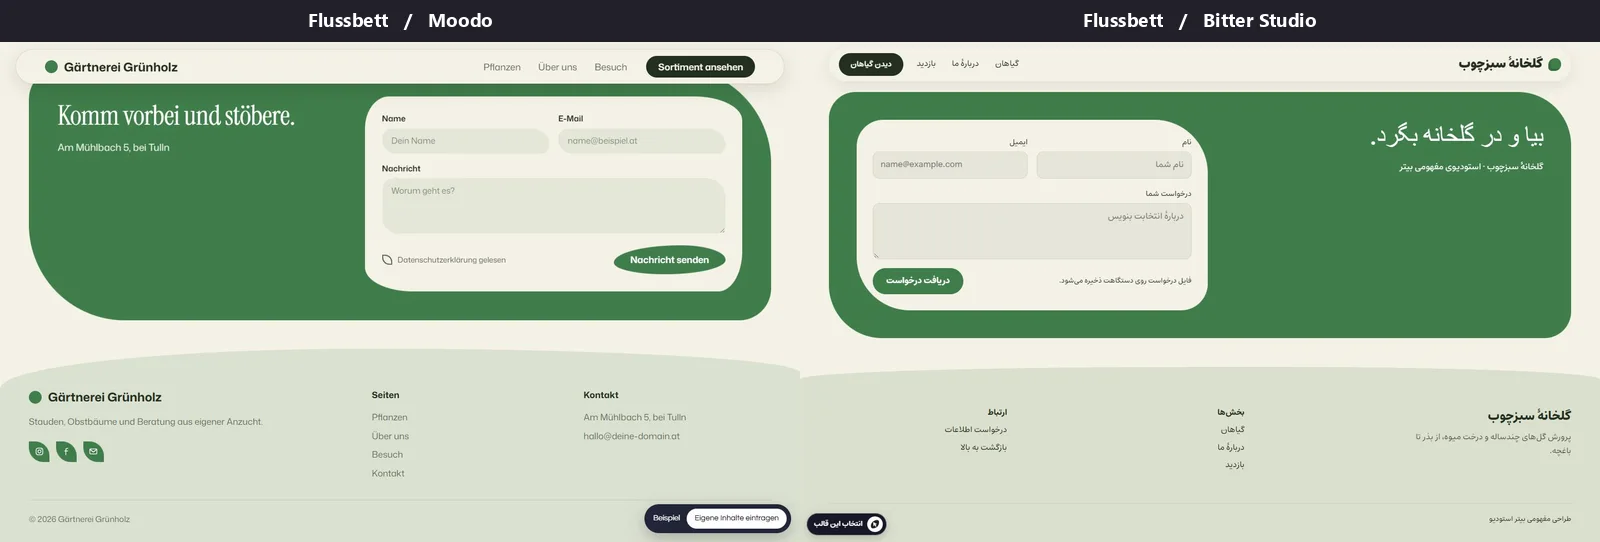 Flussbett / Moodo
Gärtnerei Grünholz
Pflanzen Über uns Besuch Sortiment ansehen
Komm vorbei und stöbere.
Am Mühlbach 5, bei Tulln
Name E-Mail
Dein Name name@beispiel.at
Nachricht
Worum geht es?
Datenschutzerklärung gelesen Nachricht senden
Gärtnerei Grünholz
Stauden, Obstbäume und Beratung aus eigener Anzucht.
Seiten
Pflanzen
Über uns
Besuch
Kontakt
Kontakt
Am Mühlbach 5, bei Tulln
hallo@deine-domain.at
© 2026 Gärtnerei Grünholz
Beispiel Eigene Inhalte eintragen
Flussbett / Bitter Studio
گلخانهٔ سبزچوب
گیاهان دربارهٔ ما بازدید دیدن گیاهان
بیا و در گلخانه بگرد.
گلخانهٔ سبزچوب - استودیوی مفهومی بیتر
نام ایمیل
نام شما name@example.com
درخواست شما
دربارهٔ انتخابت بنویس
فایل درخواست روی دستگاهت ذخیره می‌شود. دریافت درخواست
گلخانهٔ سبزچوب
پرورش گل‌های چندساله و درخت میوه، از بذر تا
باغچه.
بخش‌ها
گیاهان
دربارهٔ ما
بازدید
ارتباط
درخواست اطلاعات
بازگشت به بالا
طراحی مفهومی بیتر استودیو
انتخاب این قالب